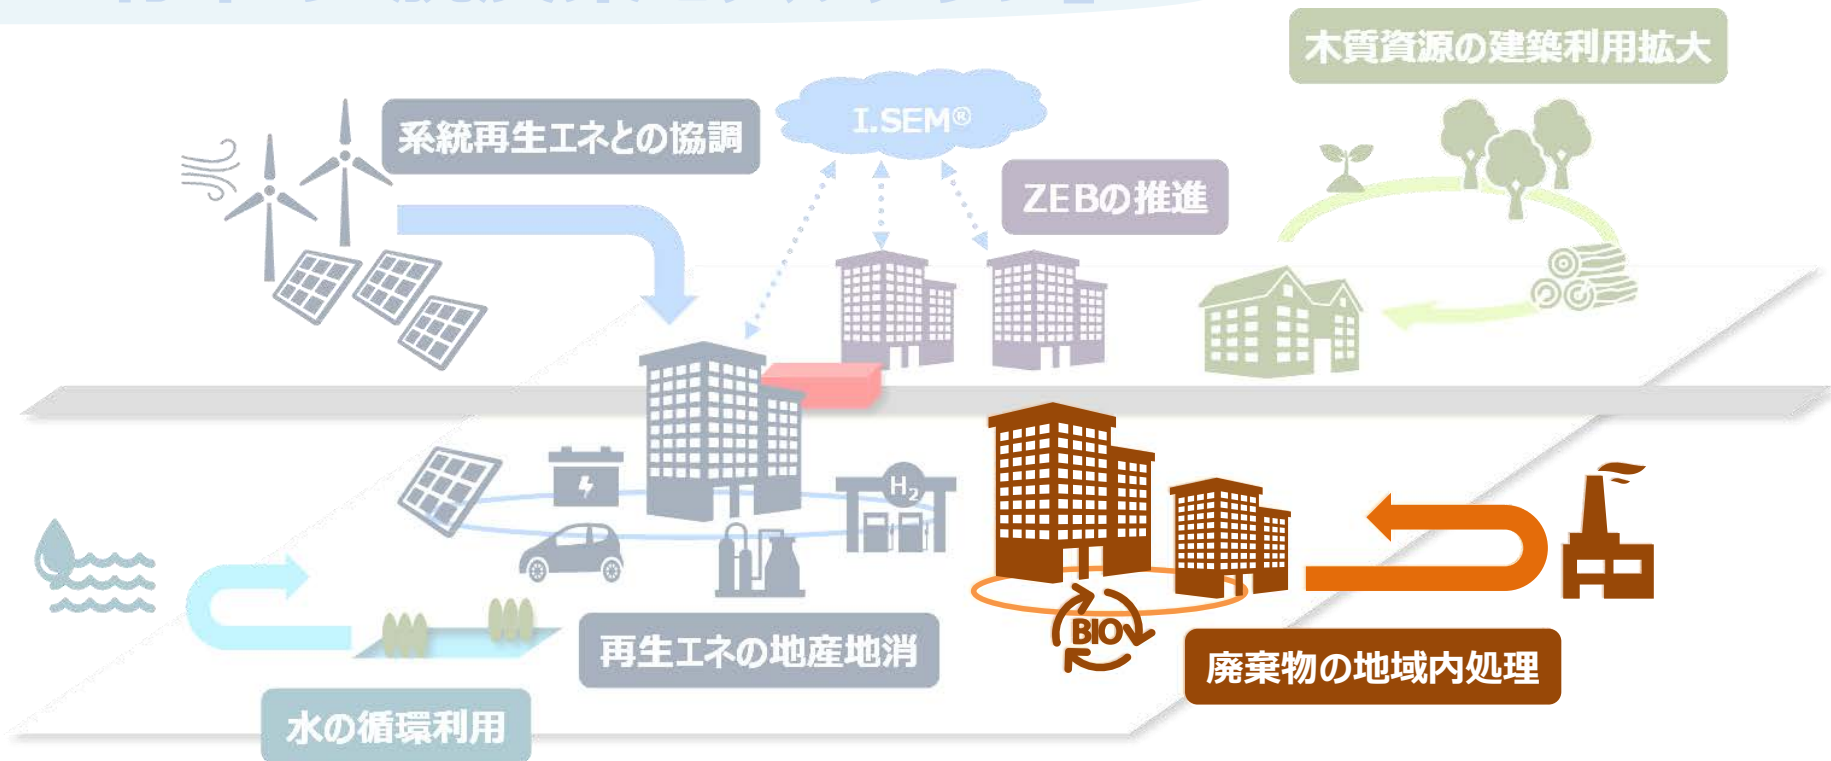 木質資源の建築利用拡大
系統再生エネとの協調
I.SEM®
ZEBの推進
H₂
BIO
再生エネの地産地消
廃棄物の地域内処理
水の循環利用